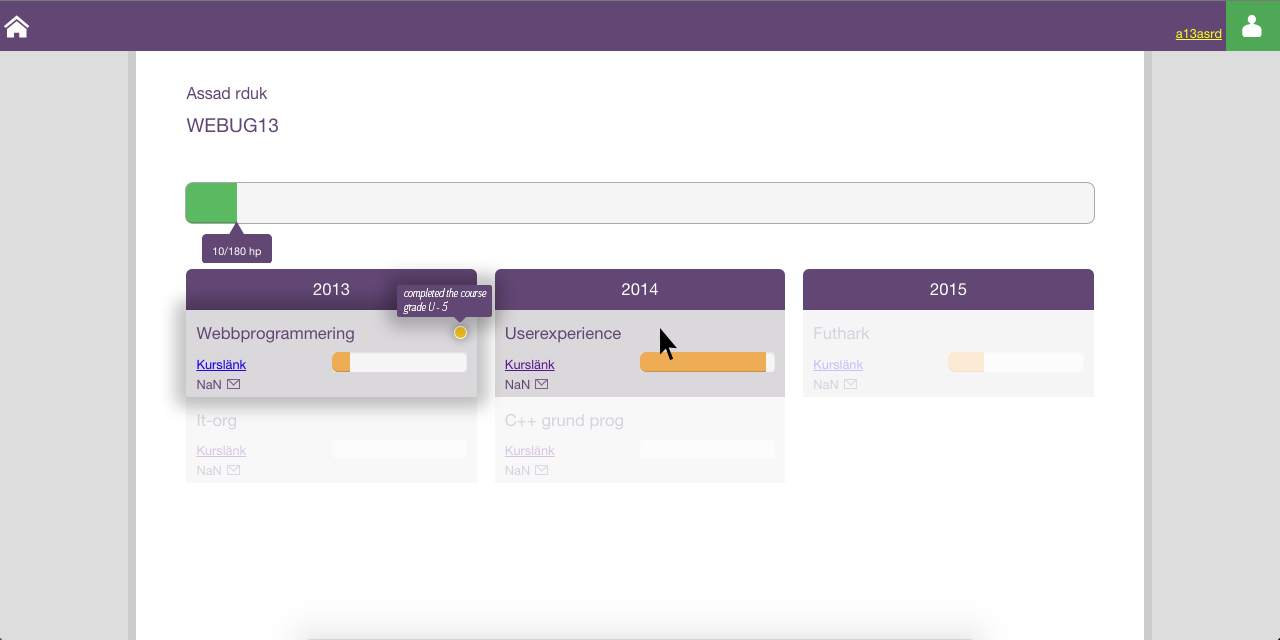 a13asrd
Assad rduk
WEBUG13
10/180 hp
2013
completed the course
grade U - 5
Webbprogrammering
Kurslänk
NaN
It-org
Kurslänk
NaN
2014
Userexperience
Kurslänk
NaN
C++ grund prog
Kurslänk
NaN
2015
Futhark
Kurslänk
NaN